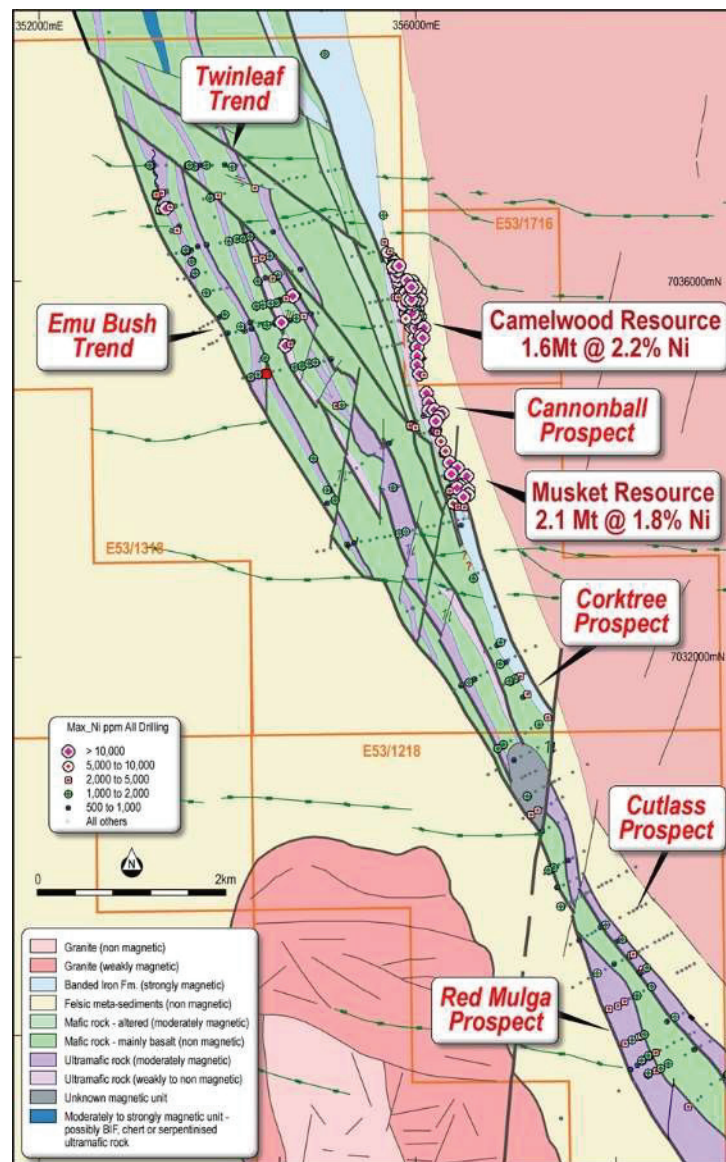 352000mE
356000mE
Twinleaf
Trend
E53/1716
7036000mN
Emu Bush
Trend
Camelwood Resource
1.6Mt @ 2.2% Ni
Cannonball
Prospect
Musket Resource
2.1 Mt @ 1.8% Ni
E53/1318
Corktree
Prospect
7032000mN
Max_Ni ppm All Drilling
> 10,000
5,000 to 10,000
2,000 to 5,000
1,000 to 2,000
500 to 1,000
All others
E53/1218
Cutlass
Prospect
N
0 2km
Red Mulga
Prospect
Granite (non magnetic)
Granite (weakly magnetic)
Banded Iron Fm. (strongly magnetic)
Felsic meta-sediments (non magnetic)
Mafic rock - altered (moderately magnetic)
Mafic rock - mainly basalt (non magnetic)
Ultramafic rock (moderately magnetic)
Ultramafic rock (weakly to non magnetic)
Unknown magnetic unit
Moderately to strongly magnetic unit -
possibly BIF, chert or serpentinised
ultramafic rock